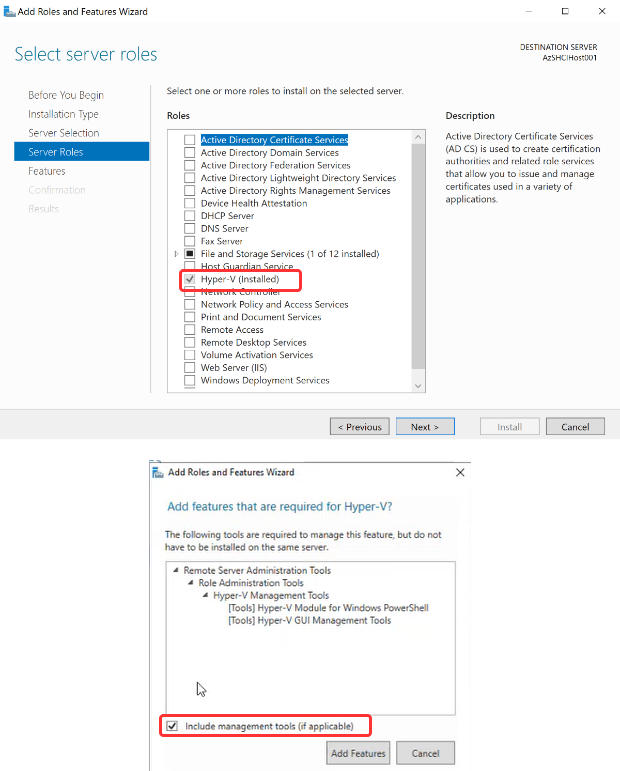 Add Roles and Features Wizard
Select server roles
DESTINATION SERVER
AzSHCIHost001
Before You Begin
Installation Type
Server Selection
Server Roles
Features
Confirmation
Results
Select one or more roles to install on the selected server.
Roles
Active Directory Certificate Services
Active Directory Domain Services
Active Directory Federation Services
Active Directory Lightweight Directory Services
Active Directory Rights Management Services
Device Health Attestation
DHCP Server
DNS Server
Fax Server
File and Storage Services (1 of 12 installed)
Host Guardian Service
Hyper-V (Installed)
Network Controller
Network Policy and Access Services
Print and Document Services
Remote Access
Remote Desktop Services
Volume Activation Services
Web Server (IIS)
Windows Deployment Services
Description
Active Directory Certificate Services
(AD CS) is used to create certification
authorities and related role services
that allow you to issue and manage
certificates used in a variety of
applications.
< Previous
Next >
Install
Cancel
Add Roles and Features Wizard
Add features that are required for Hyper-V?
The following tools are required to manage this feature, but do not
have to be installed on the same server.
Remote Server Administration Tools
Role Administration Tools
Hyper-V Management Tools
[Tools] Hyper-V Module for Windows PowerShell
[Tools] Hyper-V GUI Management Tools
Include management tools (if applicable)
Add Features
Cancel